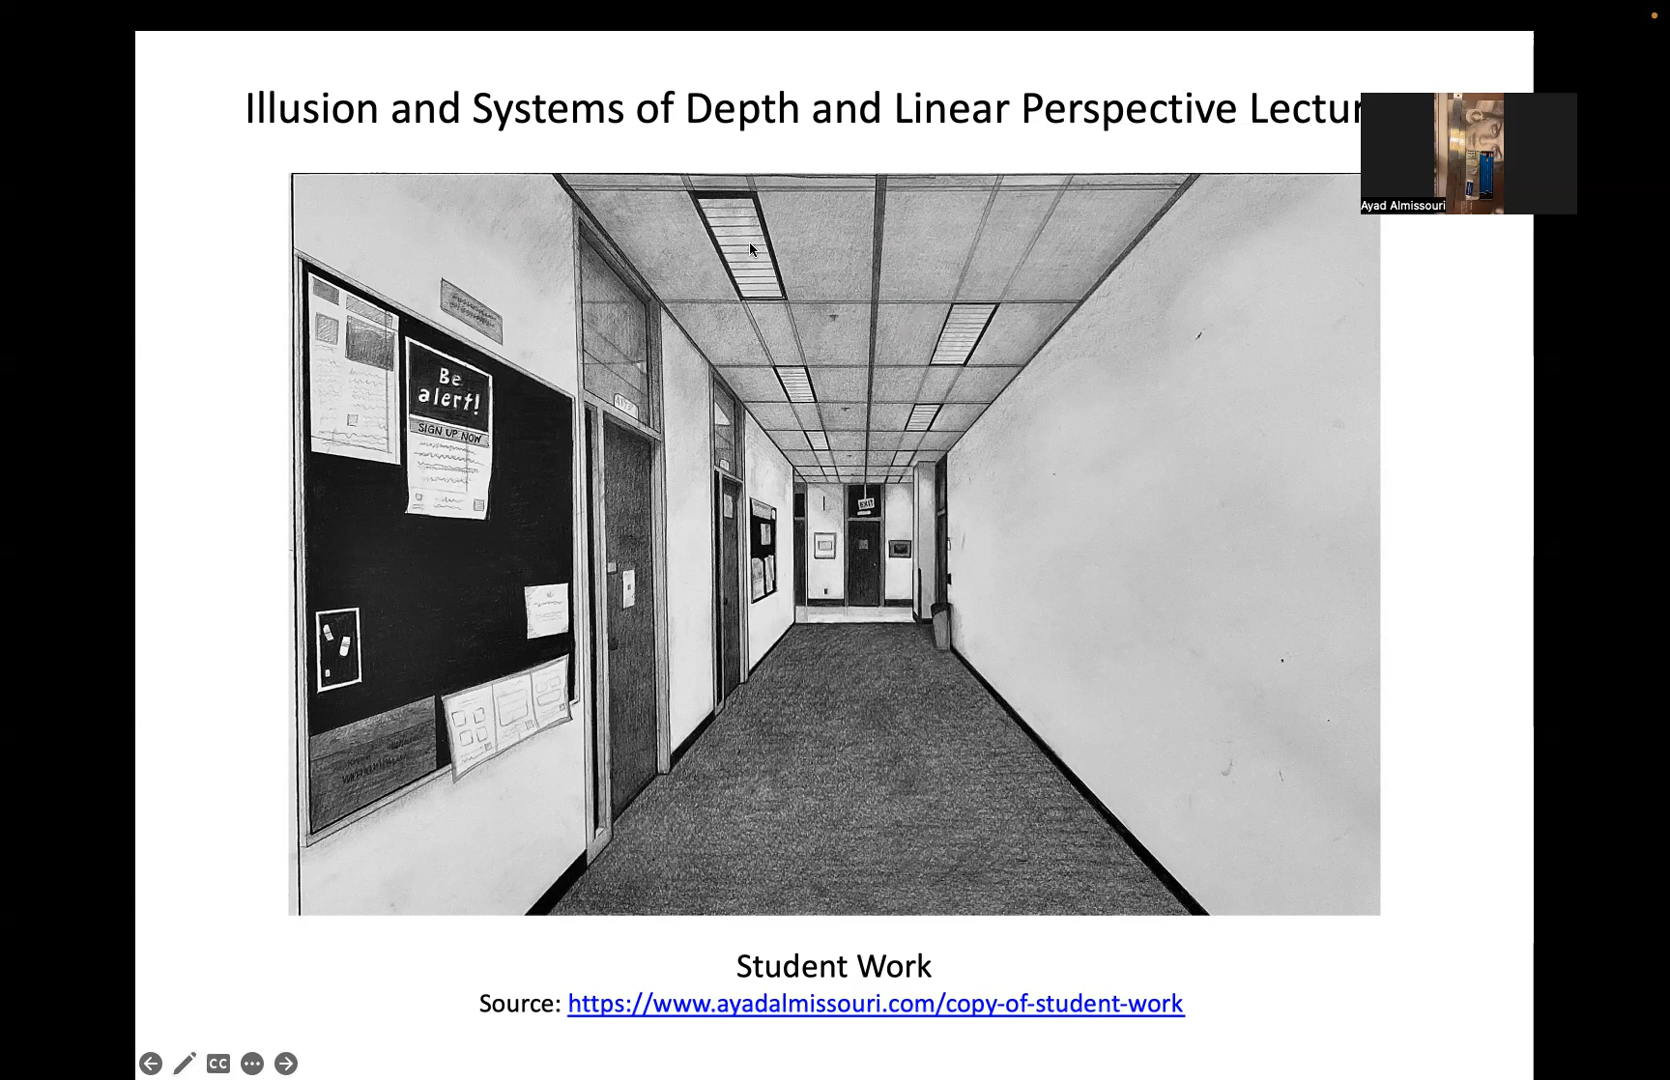 Illusion and Systems of Depth and Linear Perspective Lectur
Ayad Almissouri
Be
alert!
SIGN UP NOW
EXIT
Student Work
Source: https://www.ayadalmissouri.com/copy-of-student-work
CC